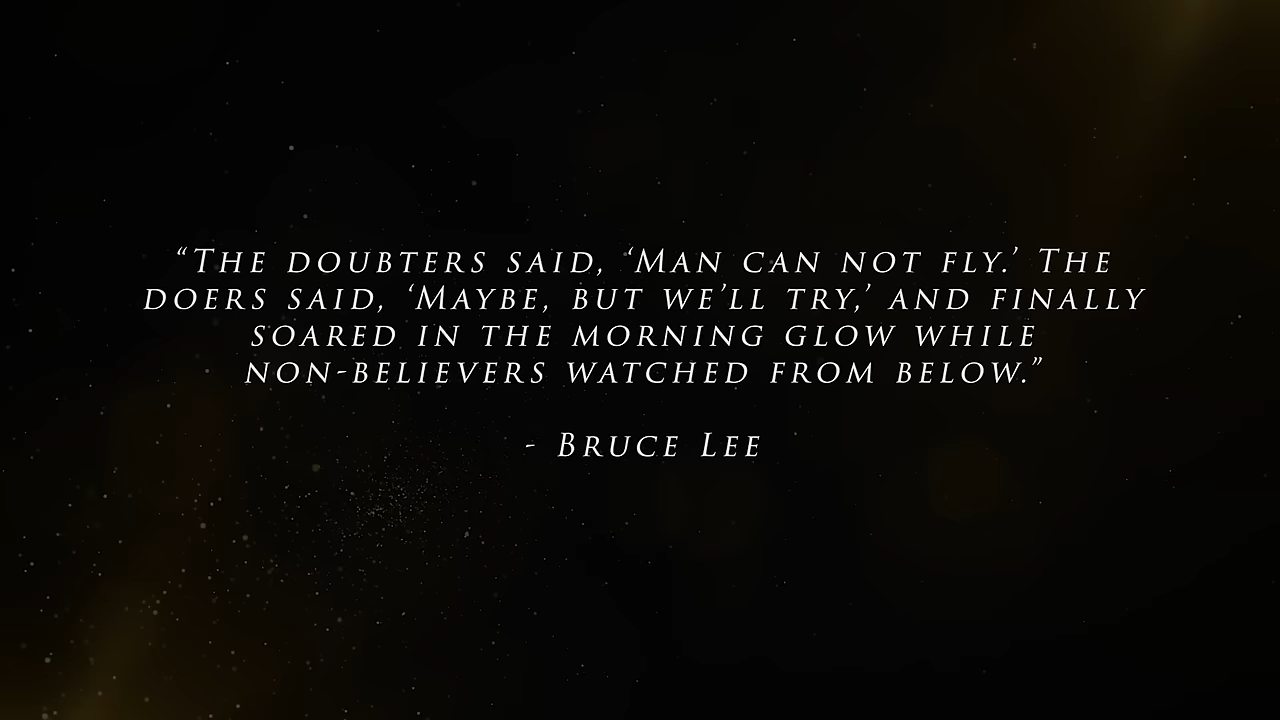 “The doubters said, ‘Man can not fly.’ The
doers said, ‘Maybe, but we’ll try,’ and finally
soared in the morning glow while
non-believers watched from below.”
- Bruce Lee